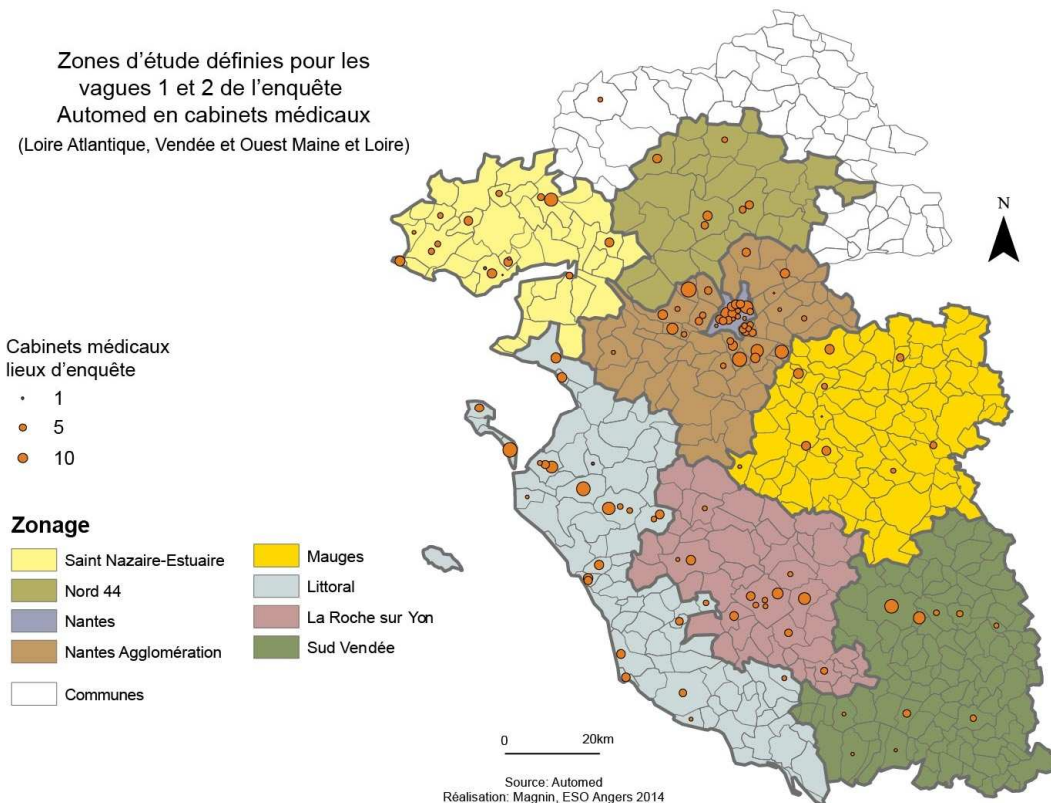 Zones d'étude définies pour les
vagues 1 et 2 de l'enquête
Automed en cabinets médicaux
(Loire Atlantique, Vendée et Ouest Maine et Loire)
N
Cabinets médicaux
lieux d'enquête
1
5
10
Zonage
Saint Nazaire-Estuaire
Nord 44
Nantes
Nantes Agglomération
Communes
Mauges
Littoral
La Roche sur Yon
Sud Vendée
0 20km
Source: Automed
Réalisation: Magnin, ESO Angers 2014